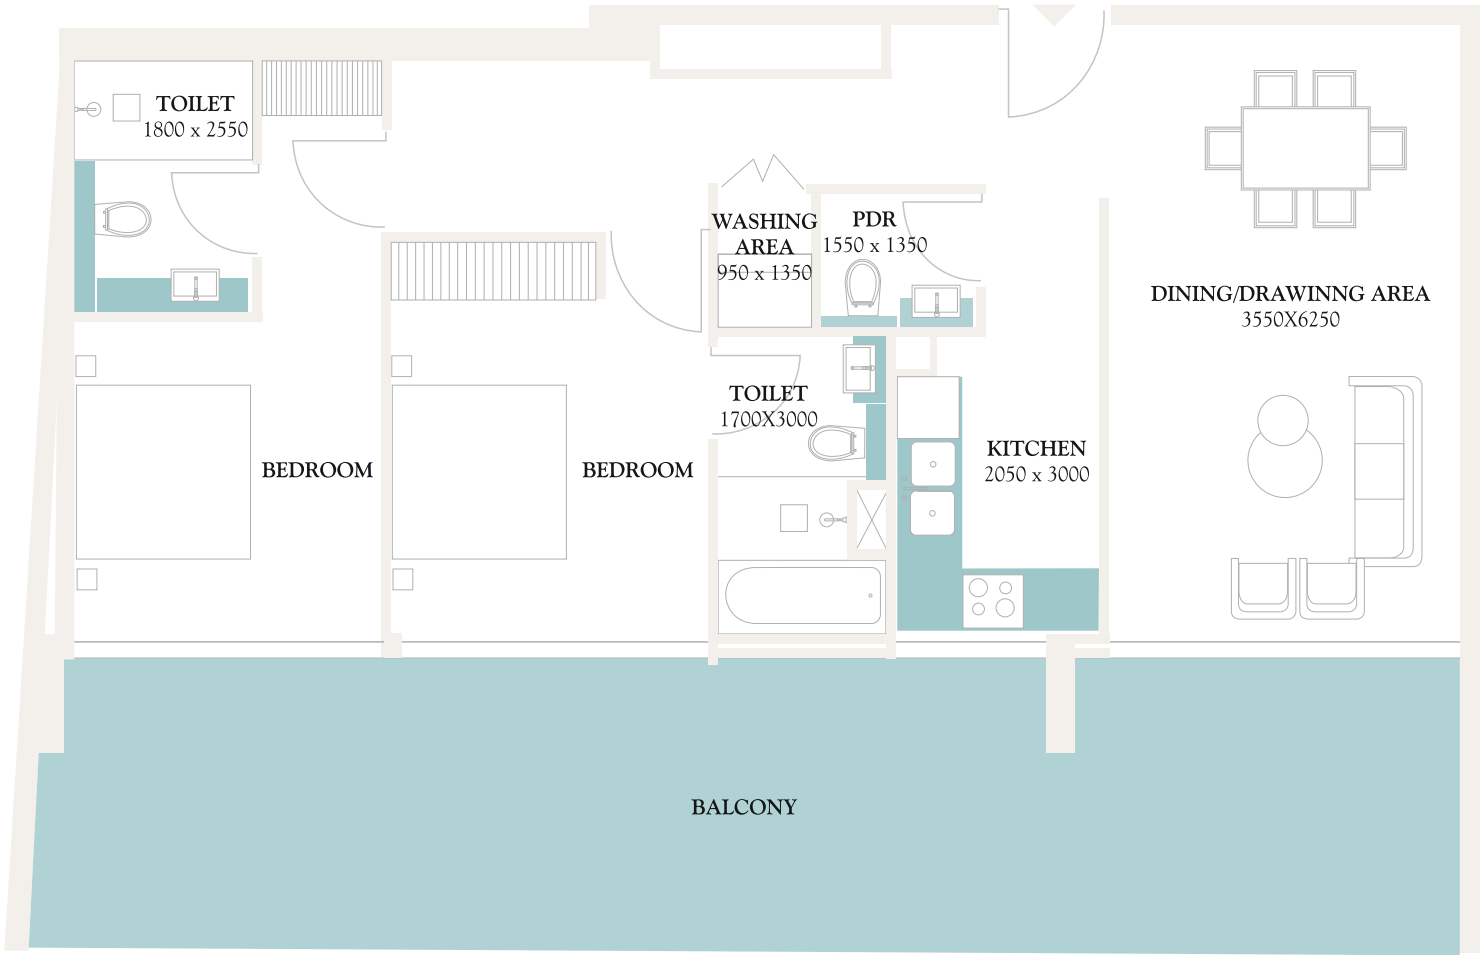 TOILET
1800 x 2550
WASHING
AREA
950 x 1350
PDR
1550 x 1350
DINING/DRAWINNG AREA
3550X6250
TOILET
1700X3000
KITCHEN
2050 x 3000
BEDROOM
BEDROOM
BALCONY